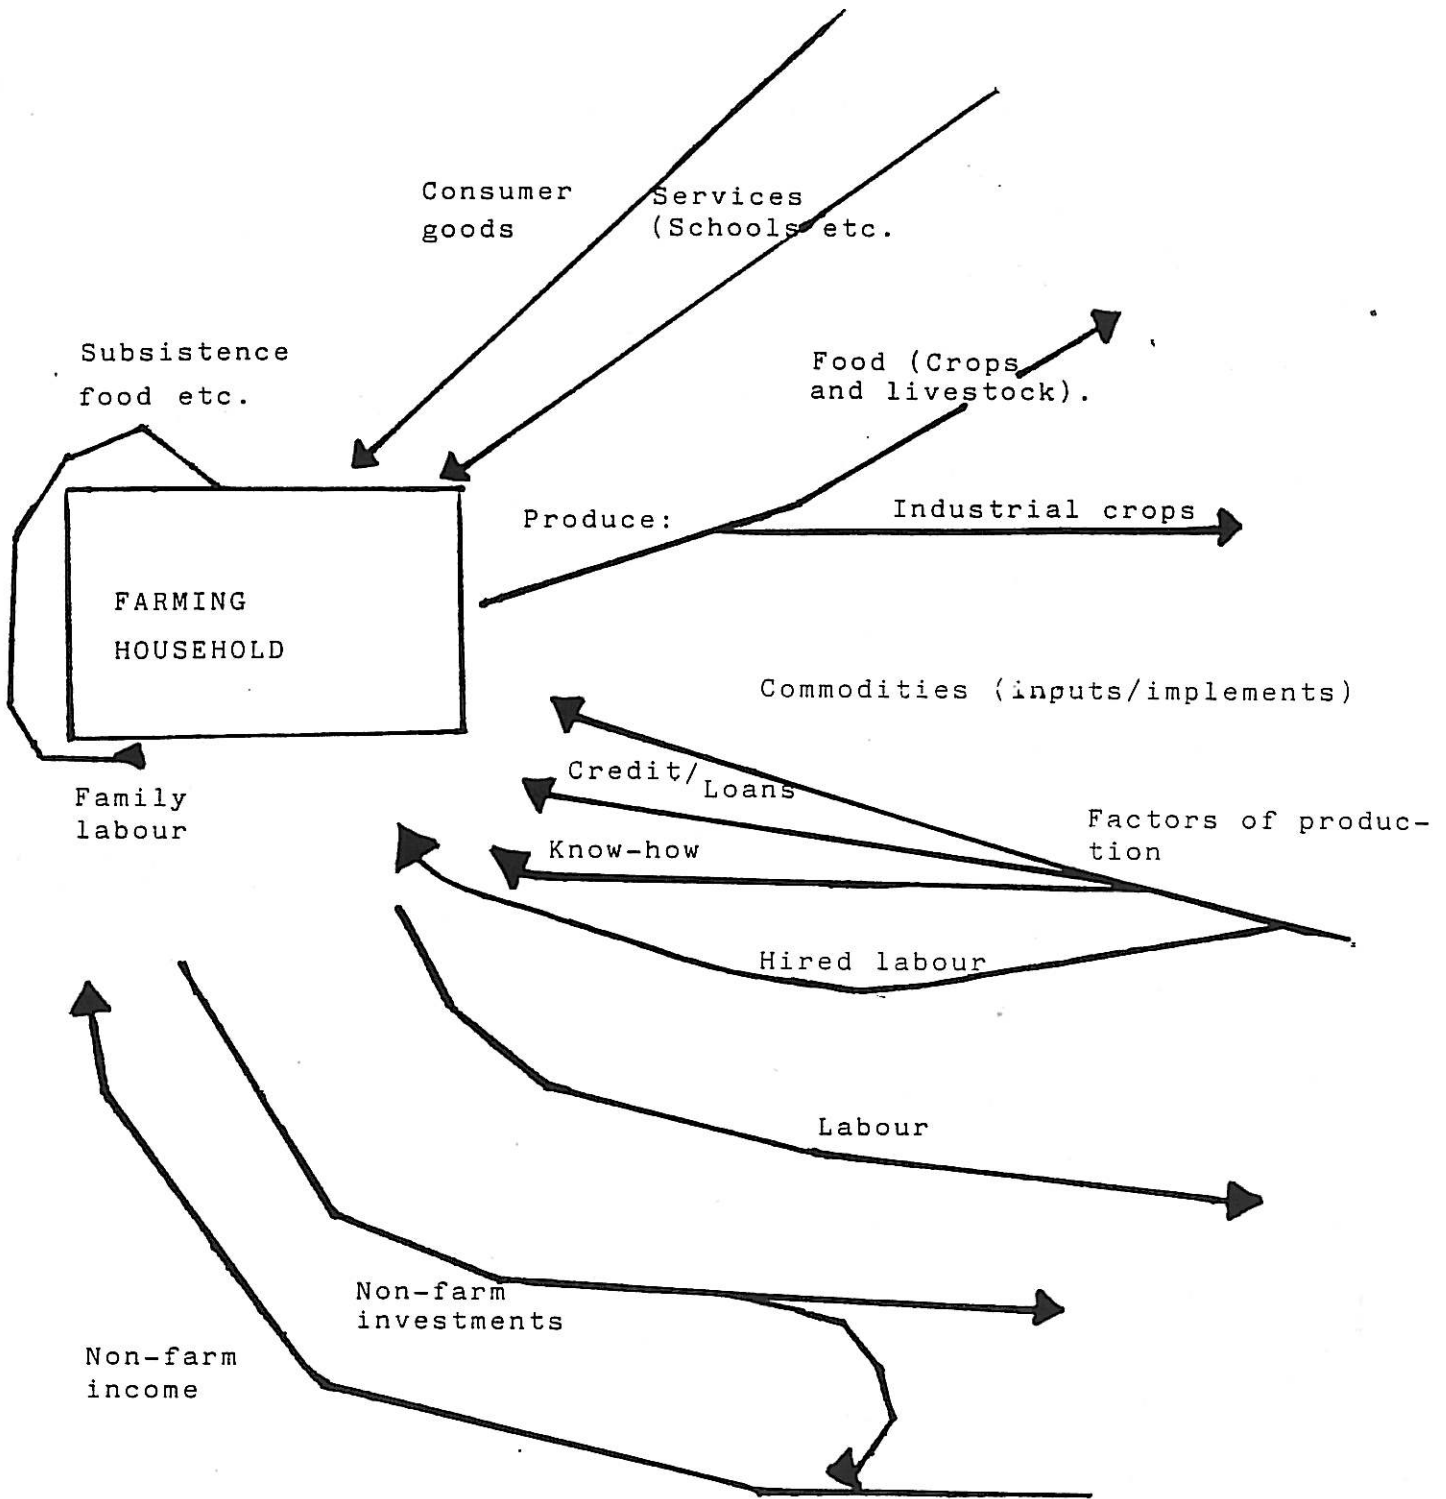 Consumer
goods
Services
(Schools etc.
Subsistence
food etc.
Food (Crops
and livestock).
Produce:
Industrial crops
FARMING
HOUSEHOLD
Commodities (inputs/implements)
Credit/
Loans
Family
labour
Know-how
Factors of produc-
tion
Hired labour
Labour
Non-farm
investments
Non-farm
income